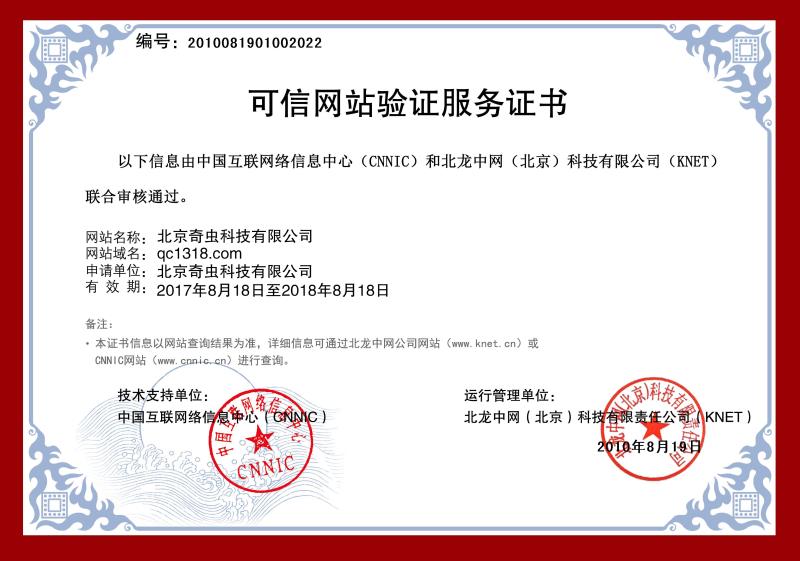 编号：2010081901002022
可信网站验证服务证书
以下信息由中国互联网络信息中心（CNNIC）和北龙中网（北京）科技有限公司（KNET）
联合审核通过。
网站名称：北京奇虫科技有限公司
网站域名：qc1318.com
申请单位：北京奇虫科技有限公司
有 效 期：2017年8月18日至2018年8月18日
备注：
·本证书信息以网站查询结果为准，详细信息可通过北龙中网公司网站（www.knet.cn）或
CNNIC网站（www.cnnic.cn）进行查询。
技术支持单位：
中国互联网络信息中心（CNNIC）
中国互联网络信息中心
CNNIC
运行管理单位：
北龙中网（北京）科技有限责任公司（KNET）
北龙中网(北京)科技有限责任公司
2010年8月19日